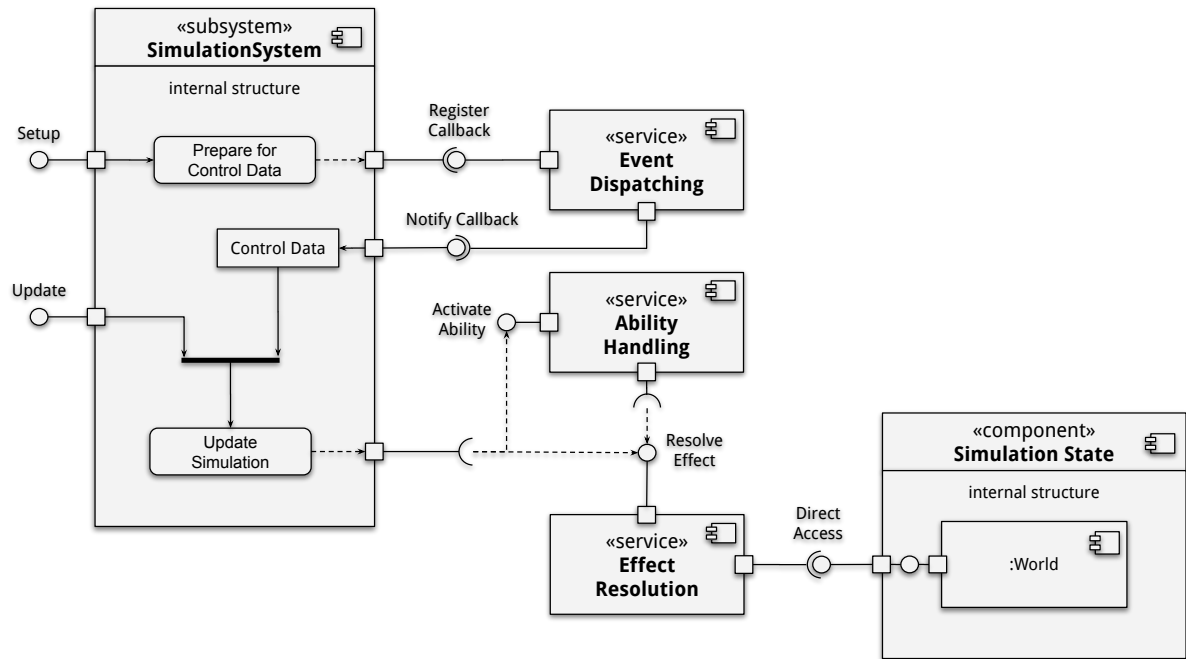 «subsystem»
SimulationSystem
internal structure
Setup
Prepare for
Control Data
Register
Callback
«service»
Event
Dispatching
Notify Callback
Control Data
Update
Activate
Ability
«service»
Ability
Handling
Update
Simulation
Resolve
Effect
«component»
Simulation State
internal structure
Direct
Access
«service»
Effect
Resolution
:World